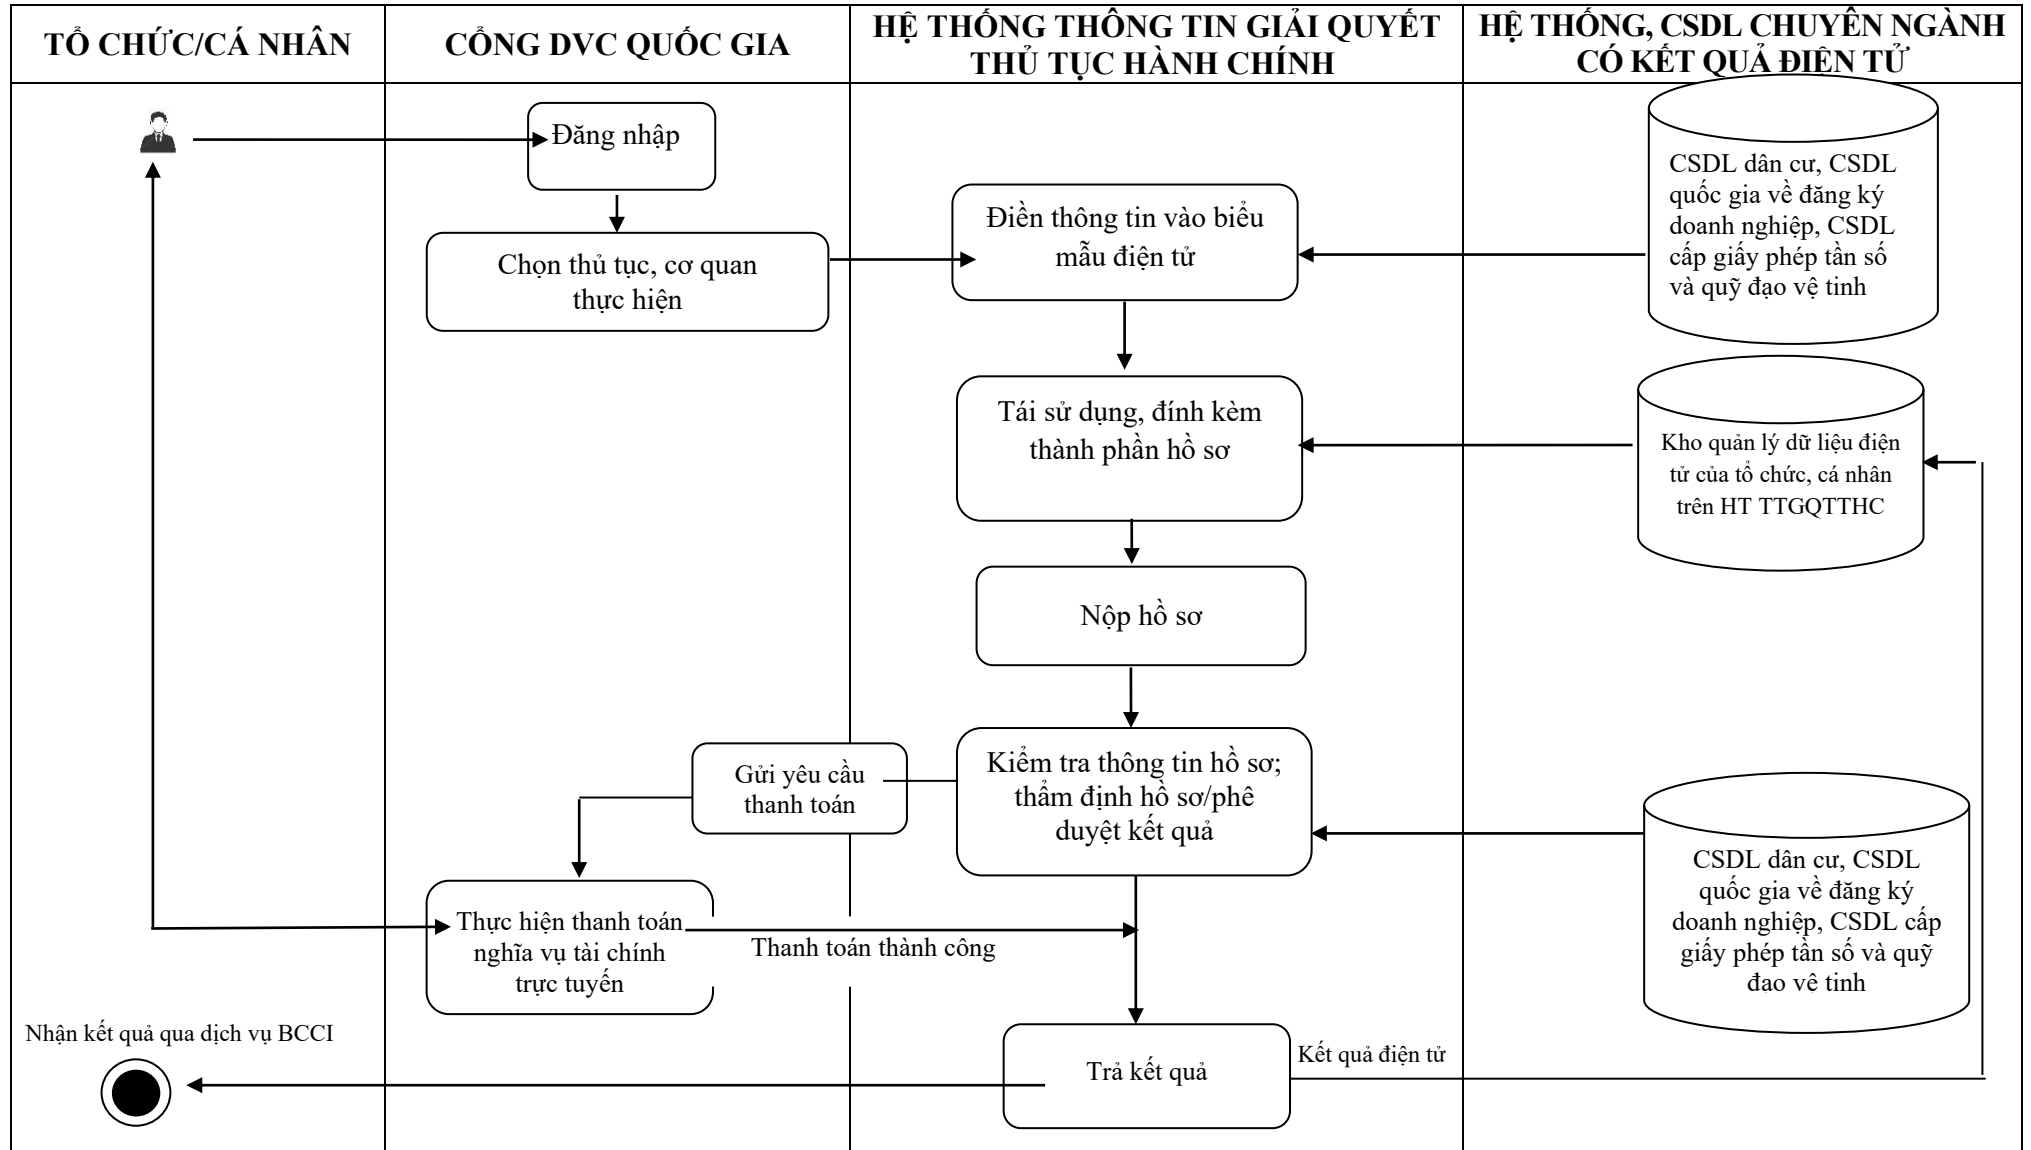 TỔ CHỨC/CÁ NHÂN
CỔNG DVC QUỐC GIA
HỆ THỐNG THÔNG TIN GIẢI QUYẾT
THỦ TỤC HÀNH CHÍNH
HỆ THỐNG, CSDL CHUYÊN NGÀNH
CÓ KẾT QUẢ ĐIỆN TỬ
Đăng nhập
Chọn thủ tục, cơ quan
thực hiện
Điền thông tin vào biểu
mẫu điện tử
CSDL dân cư, CSDL
quốc gia về đăng ký
doanh nghiệp, CSDL
cấp giấy phép tần số
và quỹ đạo vệ tinh
Tái sử dụng, đính kèm
thành phần hồ sơ
Kho quản lý dữ liệu điện
tử của tổ chức, cá nhân
trên HT TTGQTTHC
Nộp hồ sơ
Gửi yêu cầu
thanh toán
Kiểm tra thông tin hồ sơ;
thẩm định hồ sơ/phê
duyệt kết quả
CSDL dân cư, CSDL
quốc gia về đăng ký
doanh nghiệp, CSDL cấp
giấy phép tần số và quỹ
đao vê tinh
Thực hiện thanh toán
nghĩa vụ tài chính
trực tuyến
Thanh toán thành công
Nhận kết quả qua dịch vụ BCCI
Trả kết quả
Kết quả điện tử